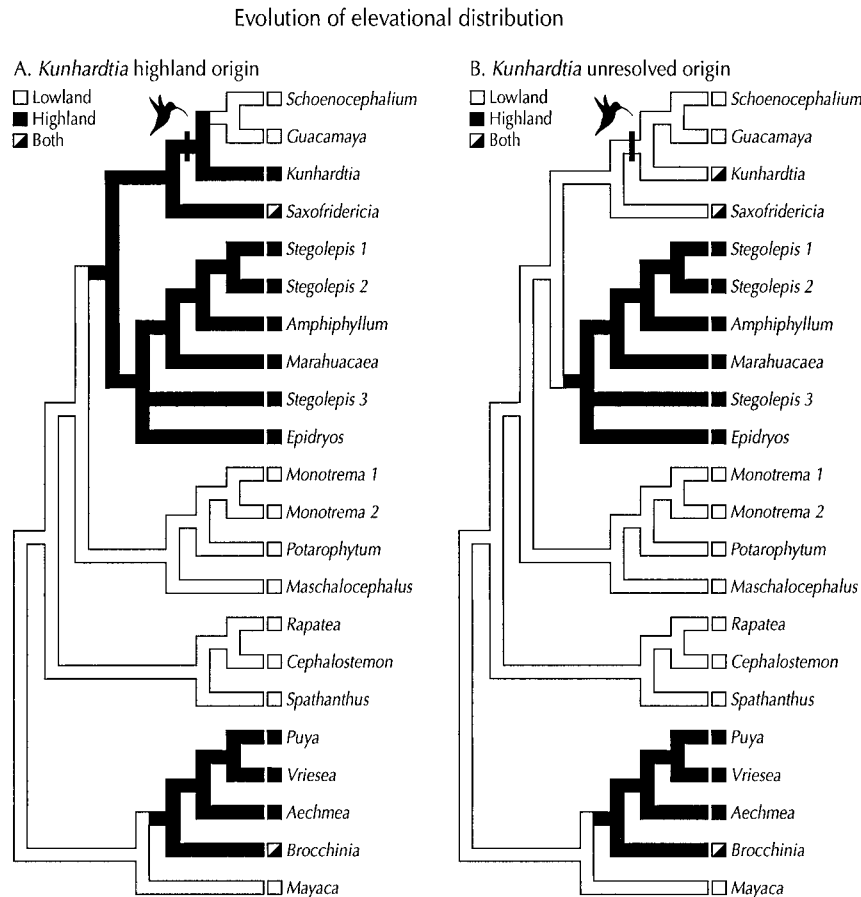 Evolution of elevational distribution
A. Kunhardtia highland origin
Lowland
Highland
Both
Schoenocephalium
Guacamaya
Kunhardtia
Saxofridericia
Stegolepis 1
Stegolepis 2
Amphiphyllum
Marahuacaea
Stegolepis 3
Epidryos
Monotrema 1
Monotrema 2
Potarophytum
Maschalocephalus
Rapatea
Cephalostemon
Spathanthus
Puya
Vriesea
Aechmea
Brocchinia
Mayaca
B. Kunhardtia unresolved origin
Lowland
Highland
Both
Schoenocephalium
Guacamaya
Kunhardtia
Saxofridericia
Stegolepis 1
Stegolepis 2
Amphiphyllum
Marahuacaea
Stegolepis 3
Epidryos
Monotrema 1
Monotrema 2
Potarophytum
Maschalocephalus
Rapatea
Cephalostemon
Spathanthus
Puya
Vriesea
Aechmea
Brocchinia
Mayaca